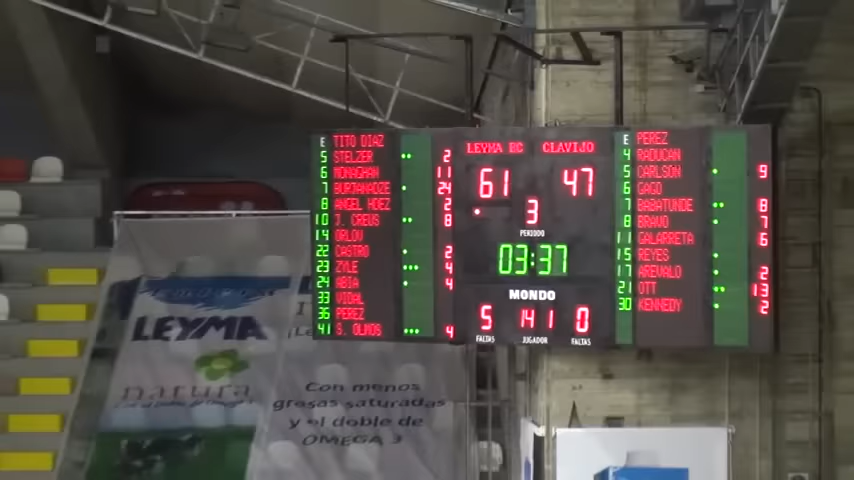 E TITO DIAZ
5 STELZER 2
6 MONAGHAN 11
7 BURJANADZE 24
8 ANGEL HDEZ 2
10 J. CREUS 8
14 ORLOV
22 CASTRO 2
23 ZYLE 4
24 ABIA 4
33 VIDAL
36 PEREZ
41 S. OLMOS 4
LEYMA BC CLAVIJO
61 47
3
PERIODO
03:37
MONDO
5 141 0
FALTAS JUGADOR FALTAS
E PEREZ
4 RADUCAN
5 CARLSON 9
6 GAGO
7 BABATUNDE 8
8 BRAVO 7
11 GALARRETA 6
15 REYES
17 AREVALO 2
21 OTT 13
30 KENNEDY 2
LEYMA
natura
Con menos
grasas saturadas
y el doble de
OMEGA 3